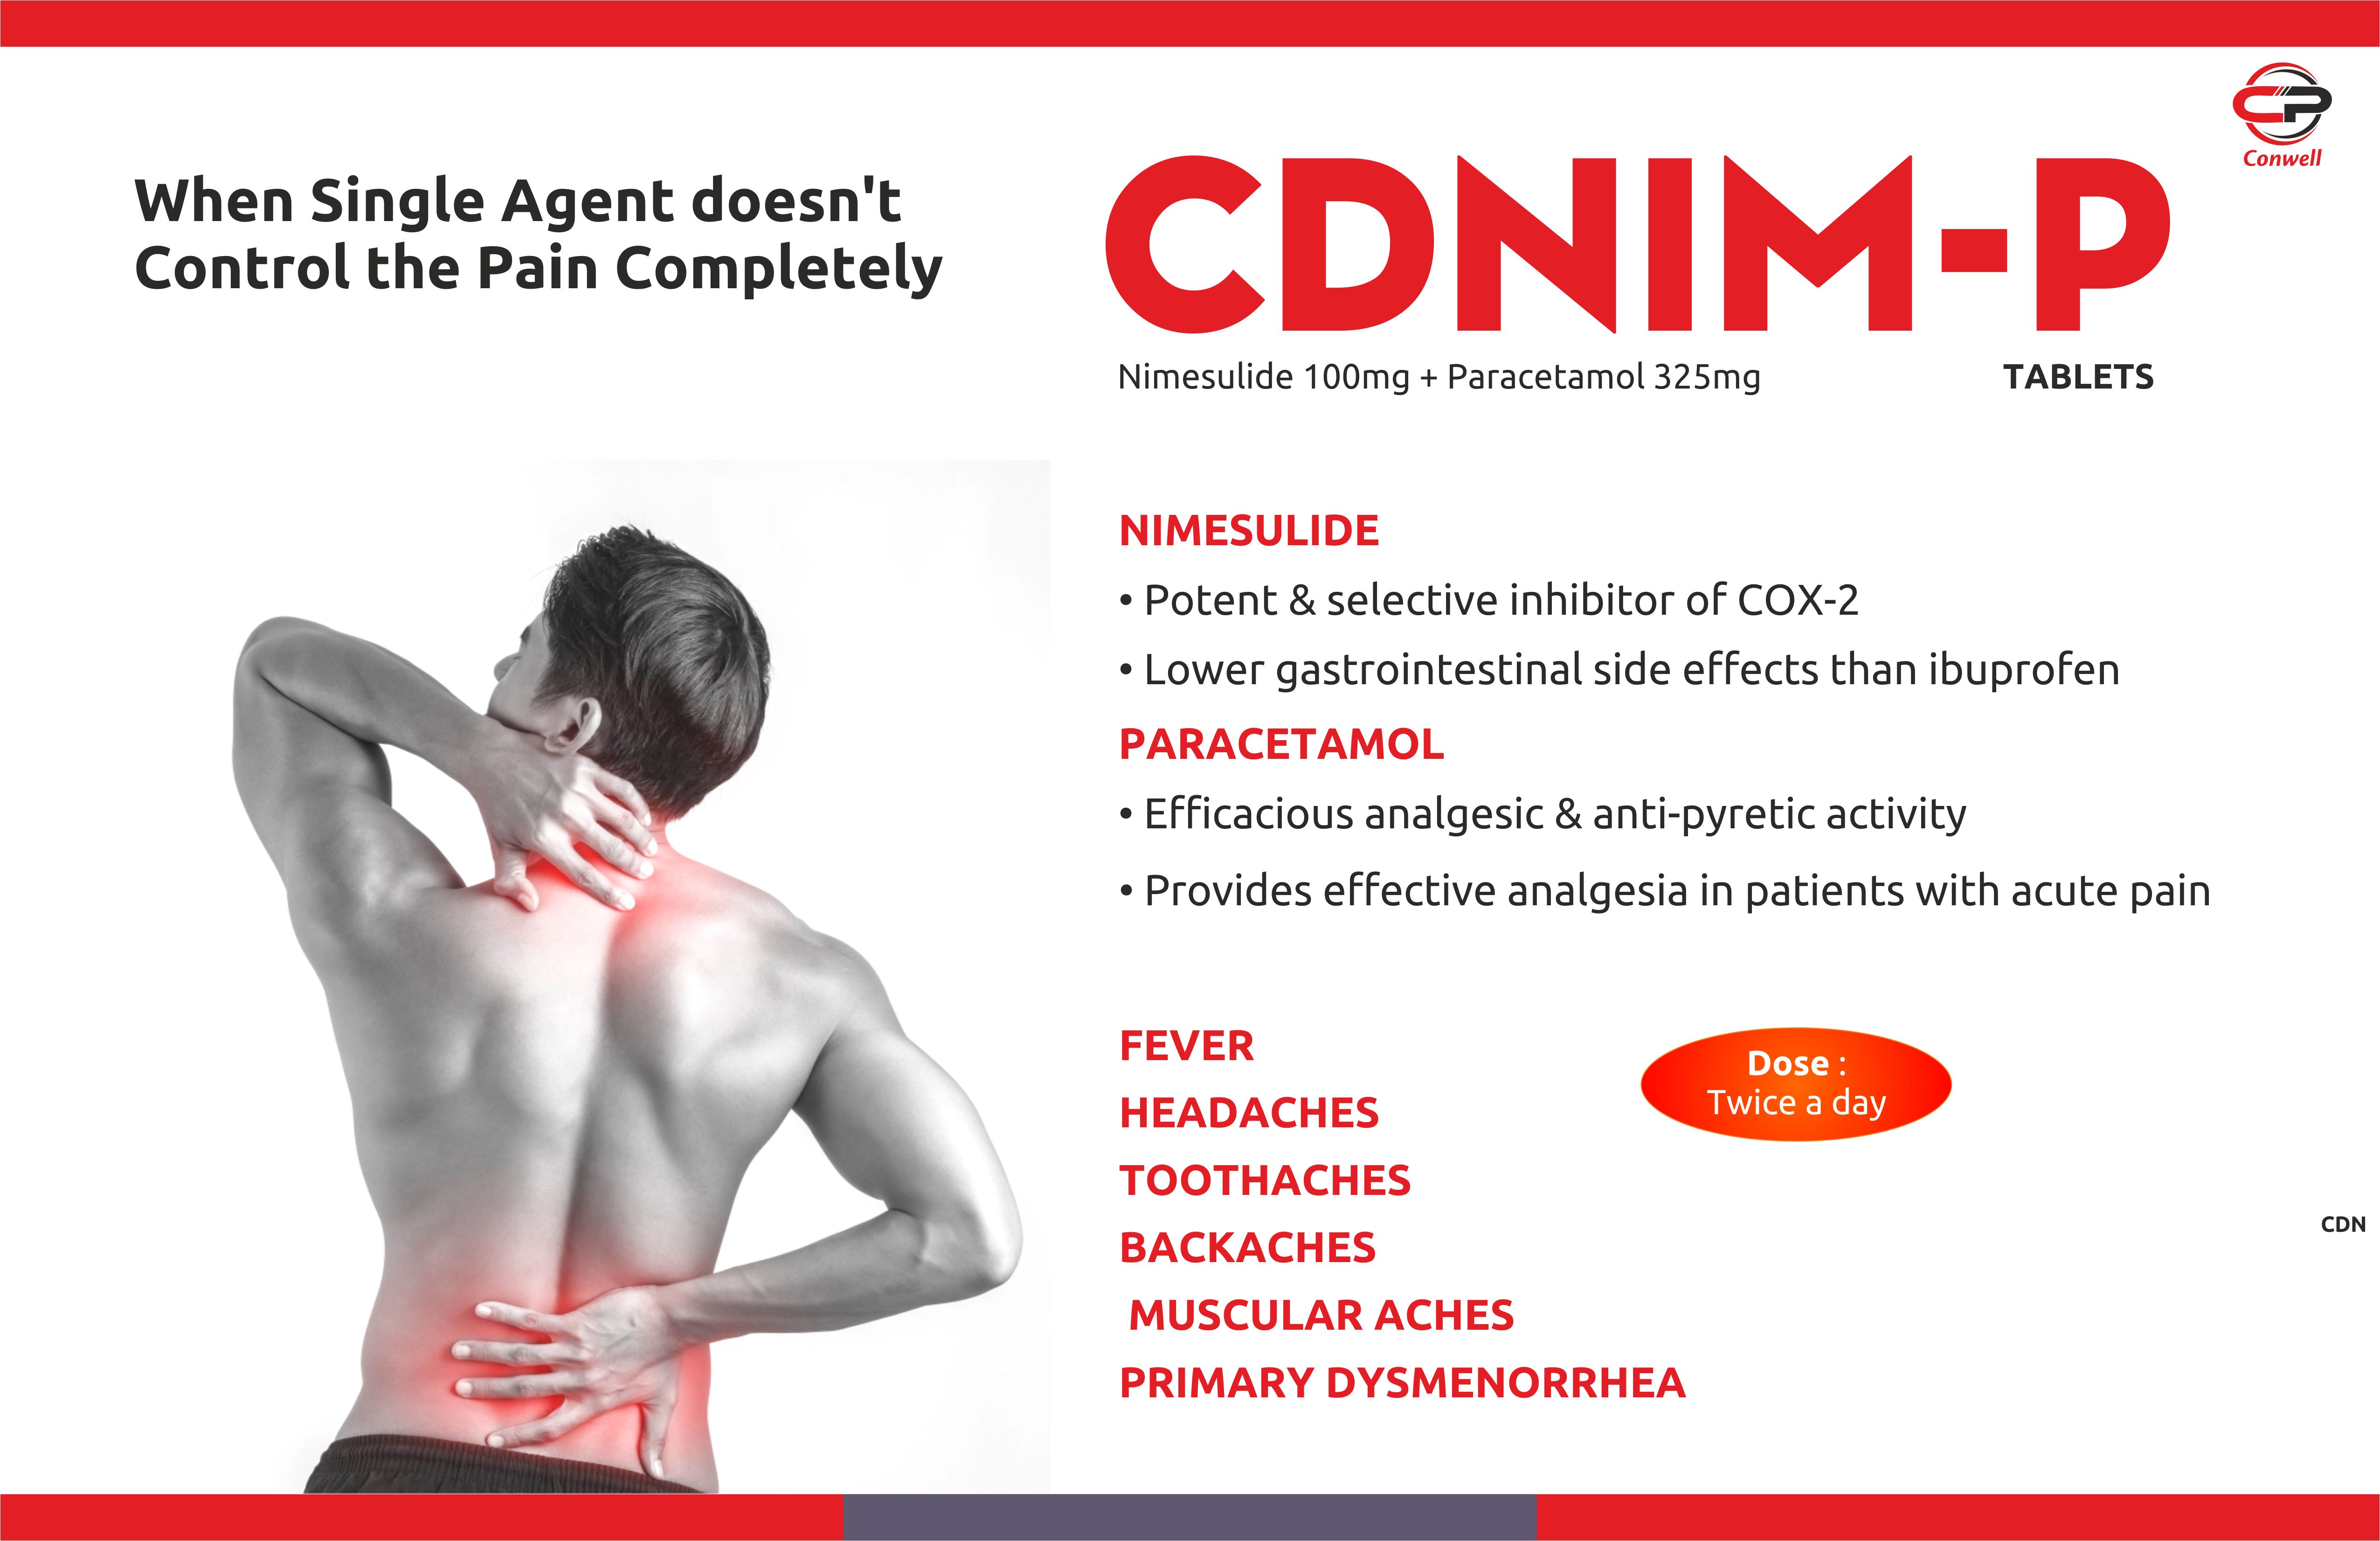 Conwell
When Single Agent doesn't
Control the Pain Completely
CDNIM-P
Nimesulide 100mg + Paracetamol 325mg TABLETS
NIMESULIDE
• Potent & selective inhibitor of COX-2
• Lower gastrointestinal side effects than ibuprofen
PARACETAMOL
• Efficacious analgesic & anti-pyretic activity
• Provides effective analgesia in patients with acute pain
FEVER
HEADACHES
TOOTHACHES
BACKACHES
MUSCULAR ACHES
PRIMARY DYSMENORRHEA
Dose :
Twice a day
CDN